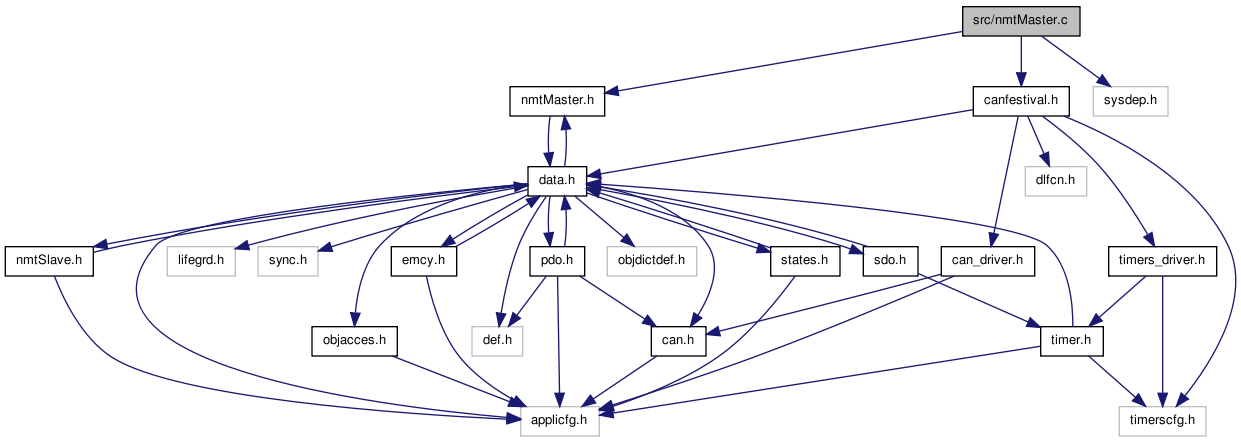 src/nmtMaster.c
nmtMaster.h
canfestival.h
sysdep.h
data.h
dlfcn.h
nmtSlave.h
lifegrd.h
sync.h
emcy.h
pdo.h
objdictdef.h
states.h
sdo.h
can_driver.h
timers_driver.h
objacces.h
def.h
can.h
timer.h
applicfg.h
timerscfg.h